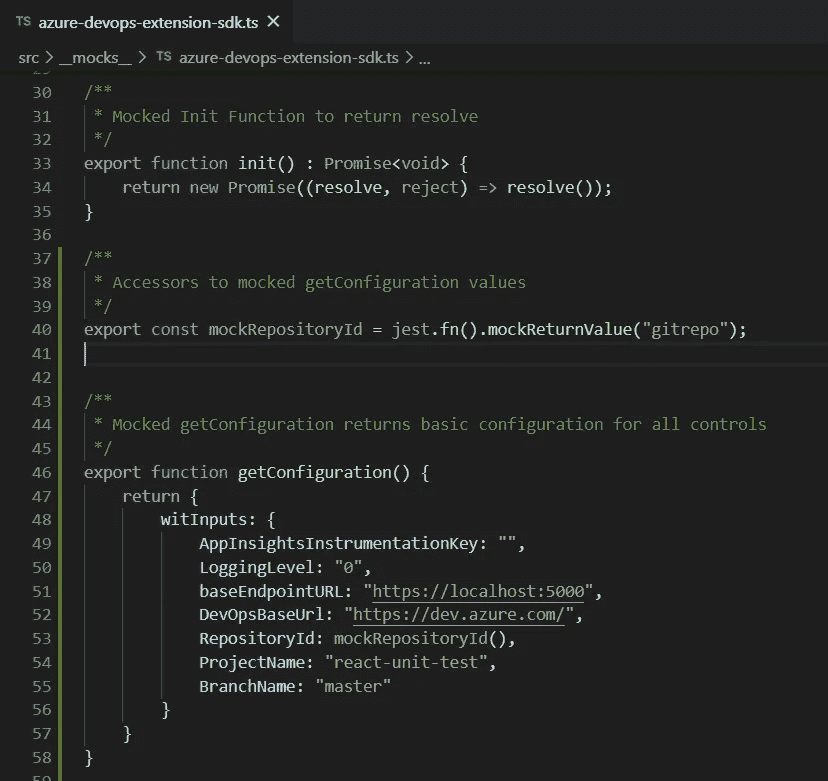 TS azure-devops-extension-sdk.ts ×
src > __mocks__ > TS azure-devops-extension-sdk.ts > ...
29
30 /**
31  * Mocked Init Function to return resolve
32  */
33 export function init() : Promise<void> {
34     return new Promise((resolve, reject) => resolve());
35 }
36
37 /**
38  * Accessors to mocked getConfiguration values
39  */
40 export const mockRepositoryId = jest.fn().mockReturnValue("gitrepo");
41
42
43 /**
44  * Mocked getConfiguration returns basic configuration for all controls
45  */
46 export function getConfiguration() {
47     return {
48         witInputs: {
49             AppInsightsInstrumentationKey: "",
50             LoggingLevel: "0",
51             baseEndpointURL: "https://localhost:5000",
52             DevOpsBaseUrl: "https://dev.azure.com/",
53             RepositoryId: mockRepositoryId(),
54             ProjectName: "react-unit-test",
55             BranchName: "master"
56         }
57     }
58 }
59